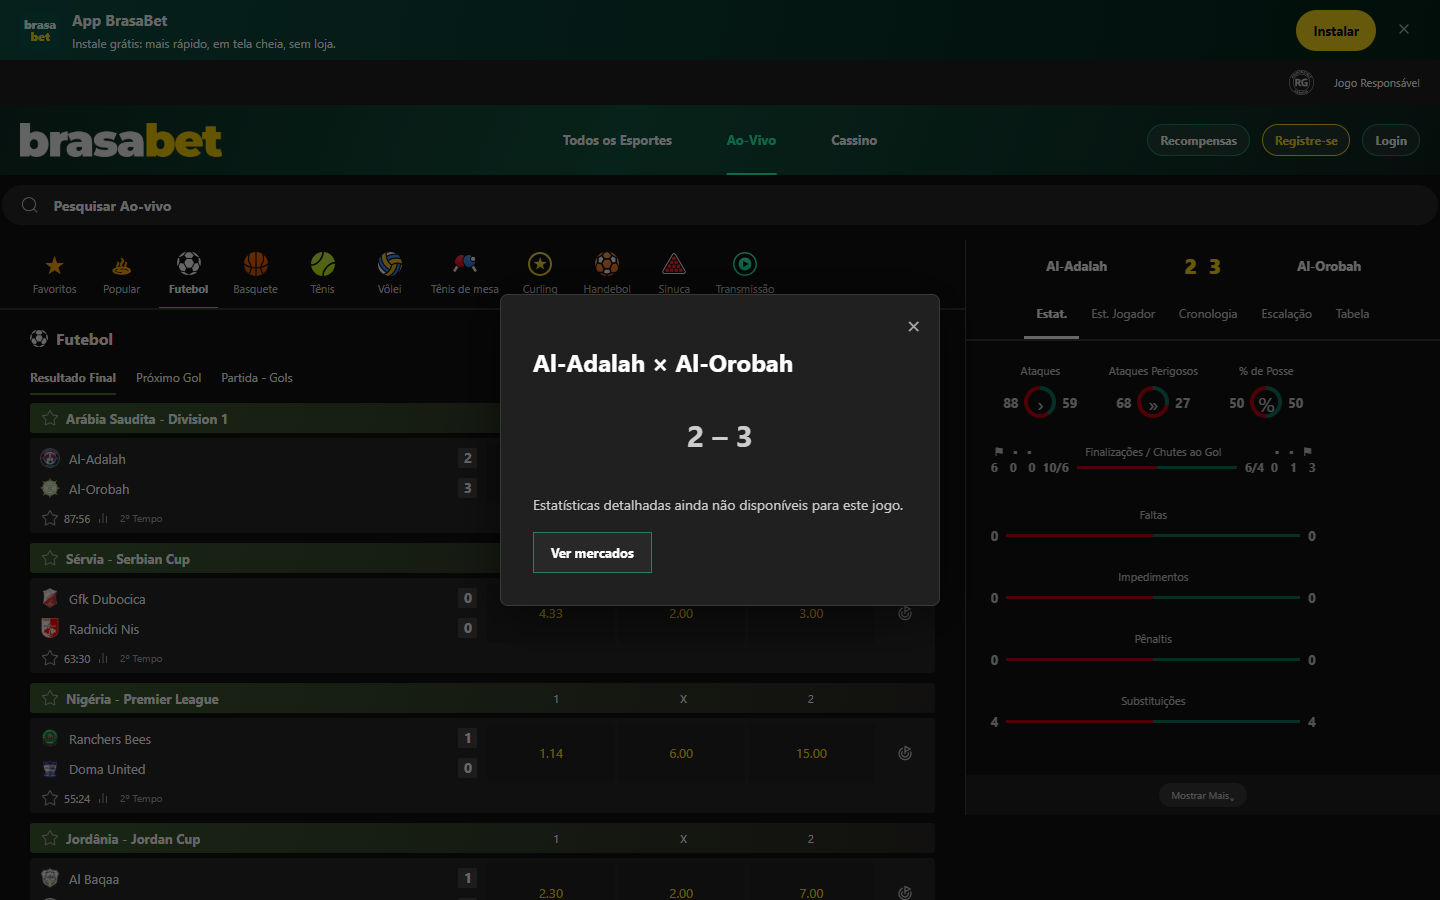 brasa
bet
App BrasaBet
Instale grátis: mais rápido, em tela cheia, sem loja.
Instalar
RG
Jogo Responsável
brasabet
Todos os Esportes
Ao-Vivo
Cassino
Recompensas
Registre-se
Login
Pesquisar Ao-vivo
Favoritos
Popular
Futebol
Basquete
Tênis
Vôlei
Tênis de mesa
Curling
Handebol
Sinuca
Transmissão
Futebol
Resultado Final
Próximo Gol
Partida - Gols
Arábia Saudita - Division 1
Al-Adalah
2
Al-Orobah
3
87:56
2º Tempo
Sérvia - Serbian Cup
Gfk Dubocica
0
Radnicki Nis
0
4.33
2.00
3.00
63:30
2º Tempo
Nigéria - Premier League
1
X
2
Ranchers Bees
1
Doma United
0
1.14
6.00
15.00
55:24
2º Tempo
Jordânia - Jordan Cup
1
X
2
Al Baqaa
1
2.30
2.00
7.00
Al-Adalah × Al-Orobah
2 – 3
Estatísticas detalhadas ainda não disponíveis para este jogo.
Ver mercados
Al-Adalah
2 3
Al-Orobah
Estat.
Est. Jogador
Cronologia
Escalação
Tabela
Ataques
88
59
Ataques Perigosos
68
27
% de Posse
50
%
50
Finalizações / Chutes ao Gol
6 0 0 10/6
6/4 0 1 3
Faltas
0
0
Impedimentos
0
0
Pênaltis
0
0
Substituições
4
4
Mostrar Mais